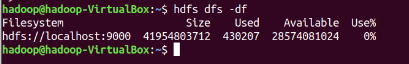 hadoop@hadoop-VirtualBox:~$ hdfs dfs -df
Filesystem Size Used Available Use%
hdfs://localhost:9000 41954803712 430207 28574081024 0%
hadoop@hadoop-VirtualBox:~$